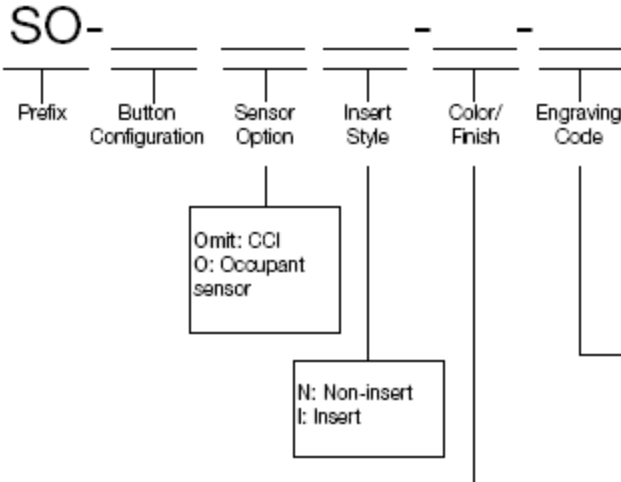 SO- - -
Prefix
Button
Configuration
Sensor
Option
Insert
Style
Color/
Finish
Engraving
Code
Omit: CCI
O: Occupant
sensor
N: Non-insert
I: Insert